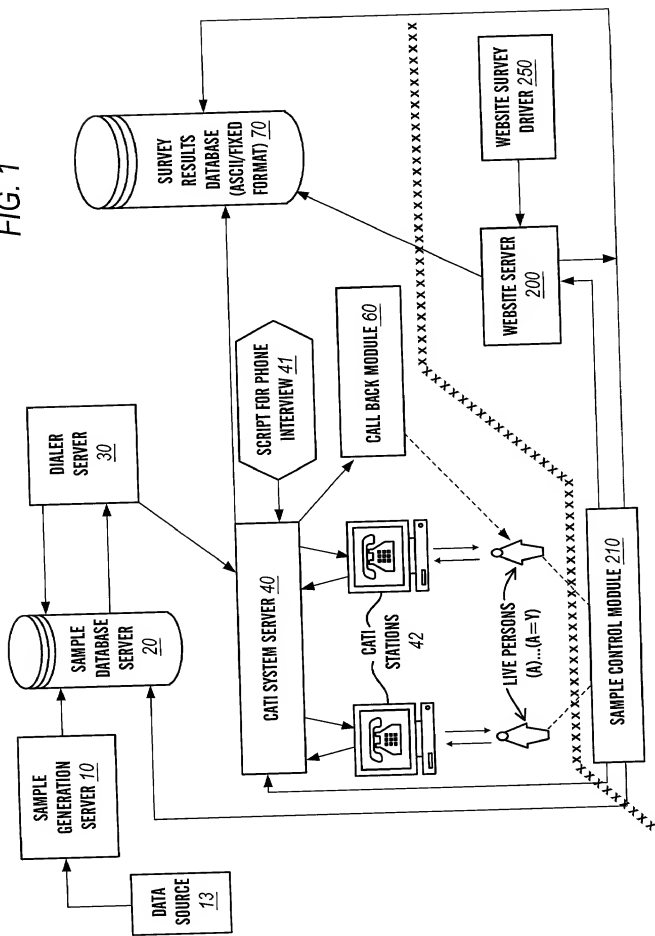 FIG. 1
DATA
SOURCE
13
SAMPLE
GENERATION
SERVER 10
SAMPLE
DATABASE
SERVER
20
DIALER
SERVER
30
CATI SYSTEM SERVER 40
SCRIPT FOR PHONE
INTERVIEW 41
CALL BACK MODULE 60
SURVEY
RESULTS
DATABASE
(ASCII/FIXED
FORMAT) 70
CATI
STATIONS
42
LIVE PERSONS
(A)...(A=Y)
WEBSITE SURVEY
DRIVER 250
WEBSITE SERVER
200
SAMPLE CONTROL MODULE 210